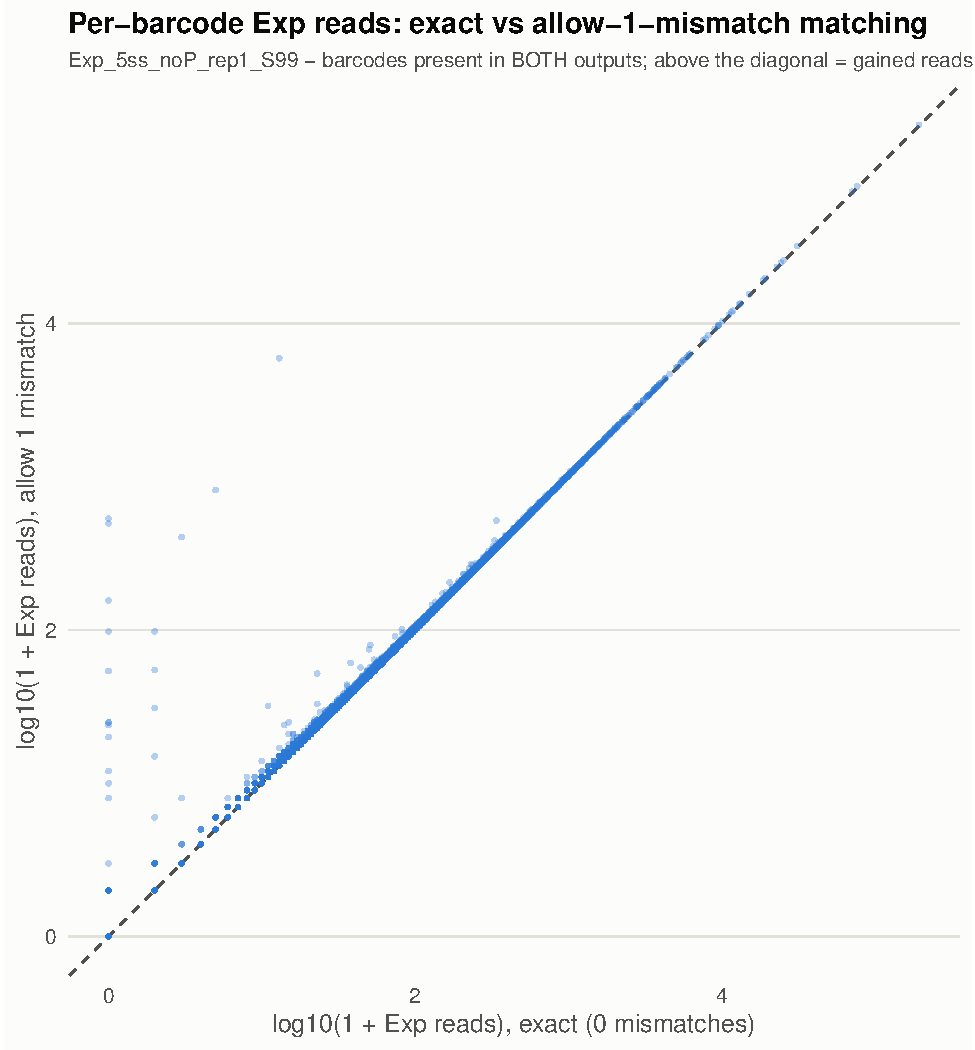 Per−barcode Exp reads: exact vs allow−1−mismatch matching
Exp_5ss_noP_rep1_S99 − barcodes present in BOTH outputs; above the diagonal = gained reads
log10(1 + Exp reads), allow 1 mismatch
4
2
0
0 2 4
log10(1 + Exp reads), exact (0 mismatches)